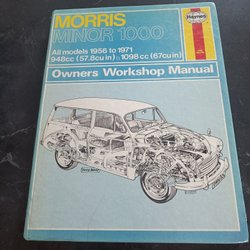 MORRIS
Haynes
MINOR 1000
All models 1956 to 1971
948cc (57.8cu in) : 1098cc (67cu in)
Owners Workshop Manual